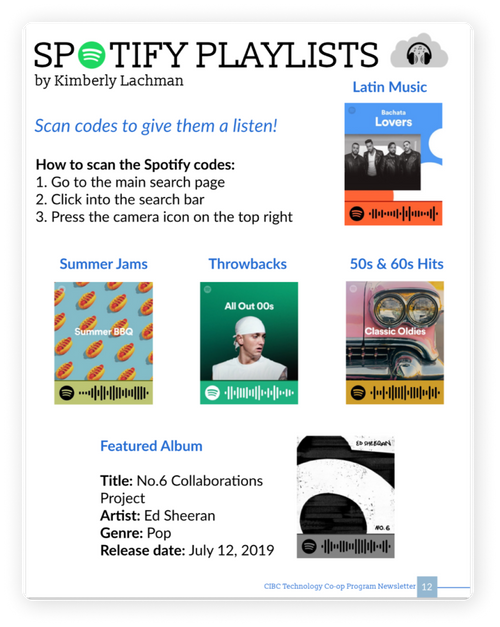 SPOTIFY PLAYLISTS
by Kimberly Lachman
Latin Music
Scan codes to give them a listen!
Bachata
Lovers
How to scan the Spotify codes:
1. Go to the main search page
2. Click into the search bar
3. Press the camera icon on the top right
Summer Jams
Throwbacks
50s & 60s Hits
Summer BBQ
All Out 00s
Classic Oldies
Featured Album
ED SHEERAN
Title: No.6 Collaborations
Project
Artist: Ed Sheeran
Genre: Pop
Release date: July 12, 2019
NO.6
CIBC Technology Co-op Program Newsletter 12